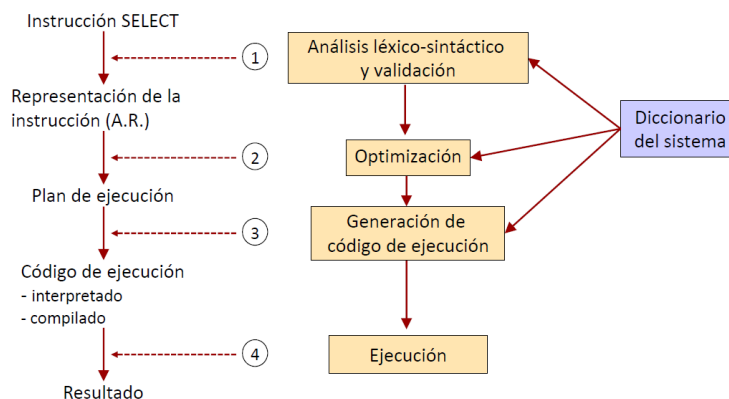 Instrucción SELECT
1
Representación de la
instrucción (A.R.)
2
Plan de ejecución
3
Código de ejecución
- interpretado
- compilado
4
Resultado
Análisis léxico-sintáctico
y validación
Optimización
Generación de
código de ejecución
Ejecución
Diccionario
del sistema